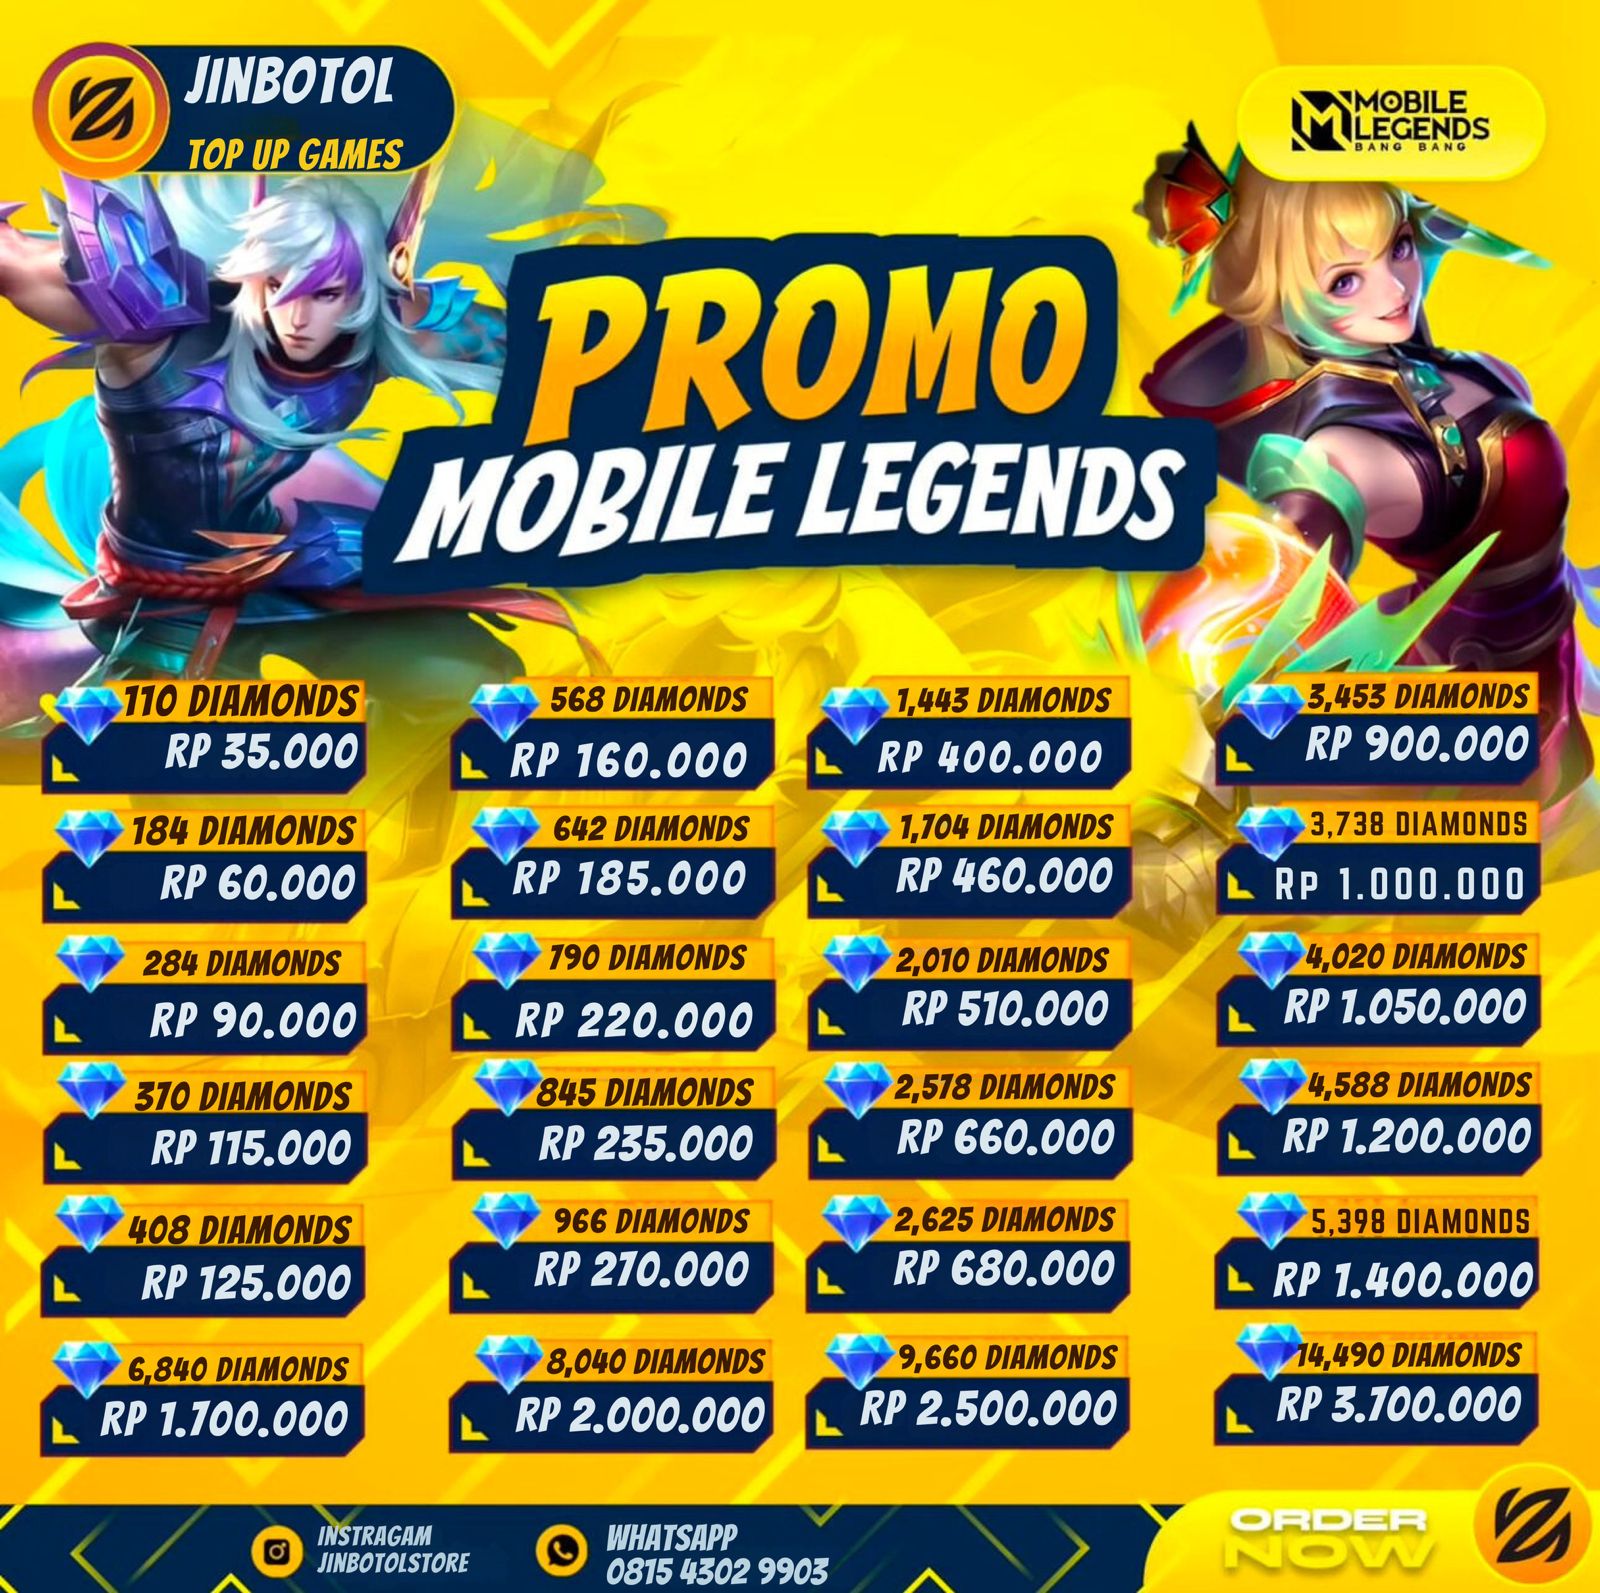 JINBOTOL
TOP UP GAMES
MOBILE
LEGENDS
BANG BANG
PROMO
MOBILE LEGENDS
110 DIAMONDS
RP 35.000
568 DIAMONDS
RP 160.000
1,443 DIAMONDS
RP 400.000
3,453 DIAMONDS
RP 900.000
184 DIAMONDS
RP 60.000
642 DIAMONDS
RP 185.000
1,704 DIAMONDS
RP 460.000
3,738 DIAMONDS
Rp 1.000.000
284 DIAMONDS
RP 90.000
790 DIAMONDS
RP 220.000
2,010 DIAMONDS
RP 510.000
4,020 DIAMONDS
RP 1.050.000
370 DIAMONDS
RP 115.000
845 DIAMONDS
RP 235.000
2,578 DIAMONDS
RP 660.000
4,588 DIAMONDS
RP 1.200.000
408 DIAMONDS
RP 125.000
966 DIAMONDS
RP 270.000
2,625 DIAMONDS
RP 680.000
5,398 DIAMONDS
RP 1.400.000
6,840 DIAMONDS
RP 1.700.000
8,040 DIAMONDS
RP 2.000.000
9,660 DIAMONDS
RP 2.500.000
14,490 DIAMONDS
RP 3.700.000
INSTRAGAM
JINBOTOLSTORE
WHATSAPP
0815 4302 9903
ORDER
NOW